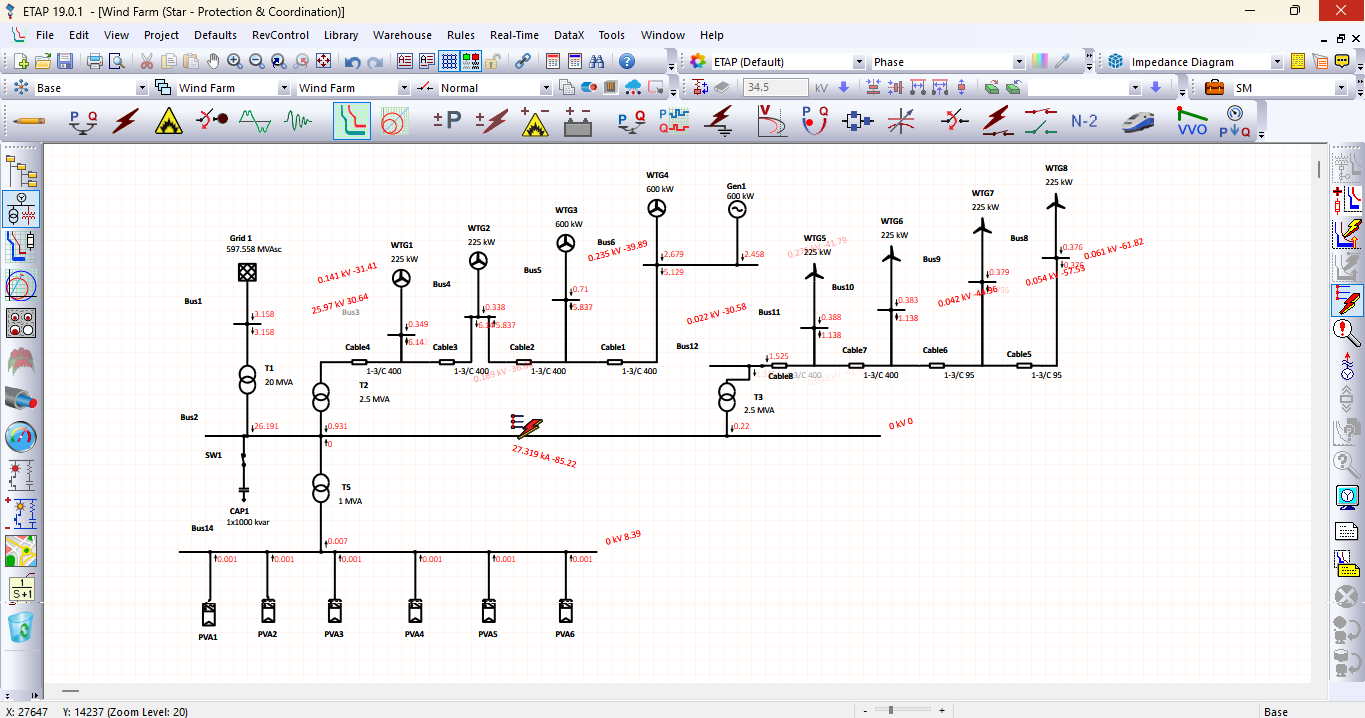 ETAP 19.0.1 - [Wind Farm (Star - Protection & Coordination)]
File Edit View Project Defaults RevControl Library Warehouse Rules Real-Time DataX Tools Window Help
ETAP (Default) Phase Impedance Diagram
Base Wind Farm Wind Farm Normal 34.5 kV SM
P Q ±P P Q P Q Q V P Q N-2 VVO P Q
WTG4
600 kW
Gen1
600 kW
WTG8
225 kW
WTG7
225 kW
WTG3
600 kW
WTG6
225 kW
WTG2
225 kW
WTG5
225 kW
WTG1
225 kW
Grid 1
597.558 MVAsc
Bus6
0.235 kV -39.89
Bus8
0.061 kV -61.82
Bus9
0.054 kV -57.53
Bus5
Bus10
0.042 kV
Bus4
0.141 kV -31.41
25.97 kV 30.64
Bus3
Bus1
Bus11
0.022 kV -30.58
Bus12
2.679
2.458
5.129
0.376
0.379
0.71
5.837
0.383
1.138
0.338
5.837
0.388
1.138
3.158
3.158
0.349
Cable4 Cable3 Cable2 Cable1
1-3/C 400 1-3/C 400 1-3/C 400 1-3/C 400
1.525
Cable8 Cable7 Cable6 Cable5
1-3/C 400 1-3/C 95 1-3/C 95
T1
20 MVA
T2
2.5 MVA
T3
2.5 MVA
Bus2
26.191
0.931
0
0.22
0 kV 0
27.319 kA -85.22
SW1
CAP1
1x1000 kvar
T5
1 MVA
Bus14
0.007
0 kV 8.39
0.001 0.001 0.001 0.001 0.001 0.001
PVA1 PVA2 PVA3 PVA4 PVA5 PVA6
1
S+1
X: 27647 Y: 14237 (Zoom Level: 20) - + Base